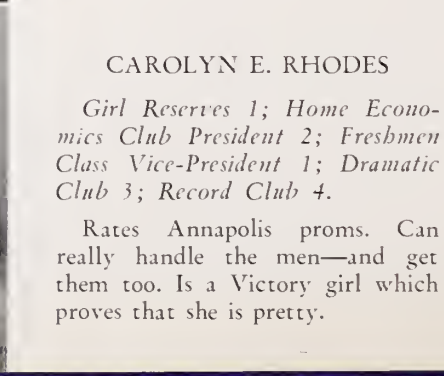 CAROLYN E. RHODES
Girl Reserves 1; Home Econo-
mics Club President 2; Freshmen
Class Vice-President 1; Dramatic
Club 3; Record Club 4.
Rates Annapolis proms. Can
really handle the men—and get
them too. Is a Victory girl which
proves that she is pretty.